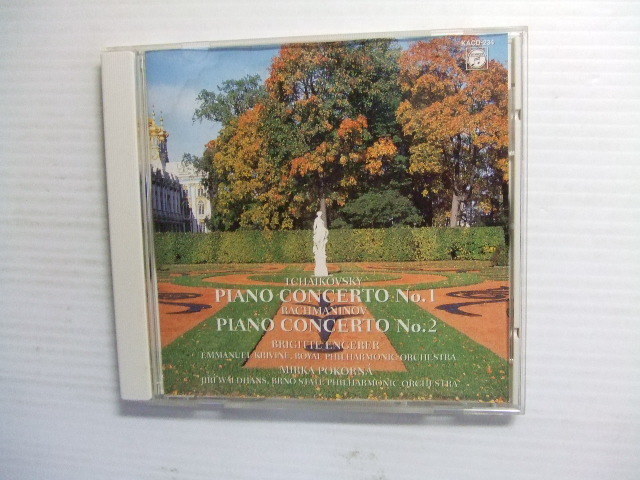 KACD-
TCHAIKOVSKY
PIANO CONCERTO No.1
RACHMANINOV
PIANO CONCERTO No.2
BRIGITTE ENGERER
EMMANUEL KRIVINE, ROYAL PHILHARMONIC ORCHESTRA
MIRKA POKORNÁ
JIŘÍ WALDHANS, BRNO STATE PHILHARMONIC ORCHESTRA